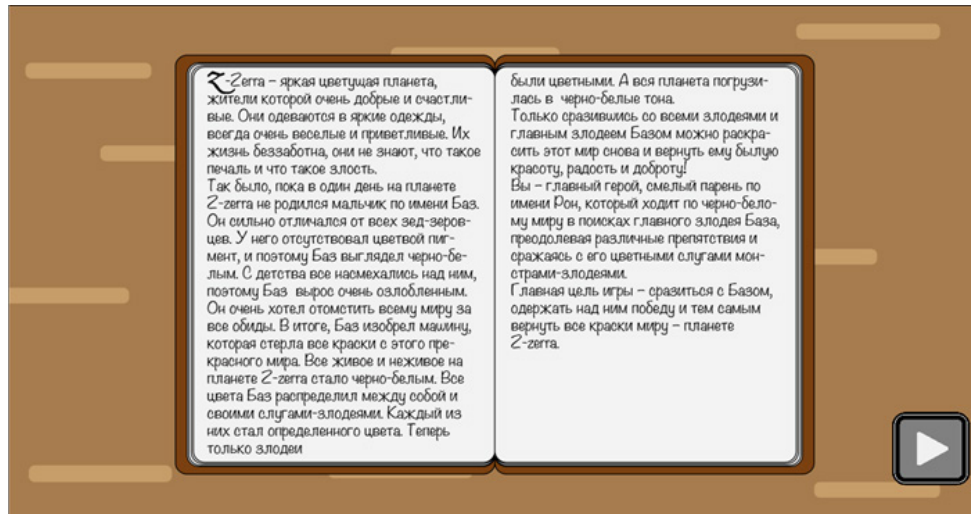 Z-Zerra – яркая цветущая планета,
жители которой очень добрые и счастли-
вые. Они одеваются в яркие одежды,
всегда очень веселые и приветливые. Их
жизнь беззаботна, они не знают, что такое
печаль и что такое злость.
Так было, пока в один день на планете
Z-zerra не родился мальчик по имени Баз.
Он сильно отличался от всех зед-зеров-
цев. У него отсутствовал цветвой пиг-
мент, и поэтому Баз выглядел черно-бе-
лым. С детства все насмехались над ним,
поэтому Баз вырос очень озлобленным.
Он очень хотел отомстить всему миру за
все обиды. В итоге, Баз изобрел машину,
которая стерла все краски с этого пре-
красного мира. Все живое и неживое на
планете Z-zerra стало черно-белым. Все
цвета Баз распределил между собой и
своими слугами-злодеями. Каждый из
них стал определенного цвета. Теперь
только злодеи
были цветными. А вся планета погрузи-
лась в черно-белые тона.
Только сразившись со всеми злодеями и
главным злодеем Базом можно раскра-
сить этот мир снова и вернуть ему былую
красоту, радость и доброту!
Вы – главный герой, смелый парень по
имени Рон, который ходит по черно-бело-
му миру в поисках главного злодея База,
преодолевая различные препятствия и
сражаясь с его цветными слугами мон-
страми-злодеями.
Главная цель игры – сразиться с Базом,
одержать над ним победу и тем самым
вернуть все краски миру – планете
Z-zerra.